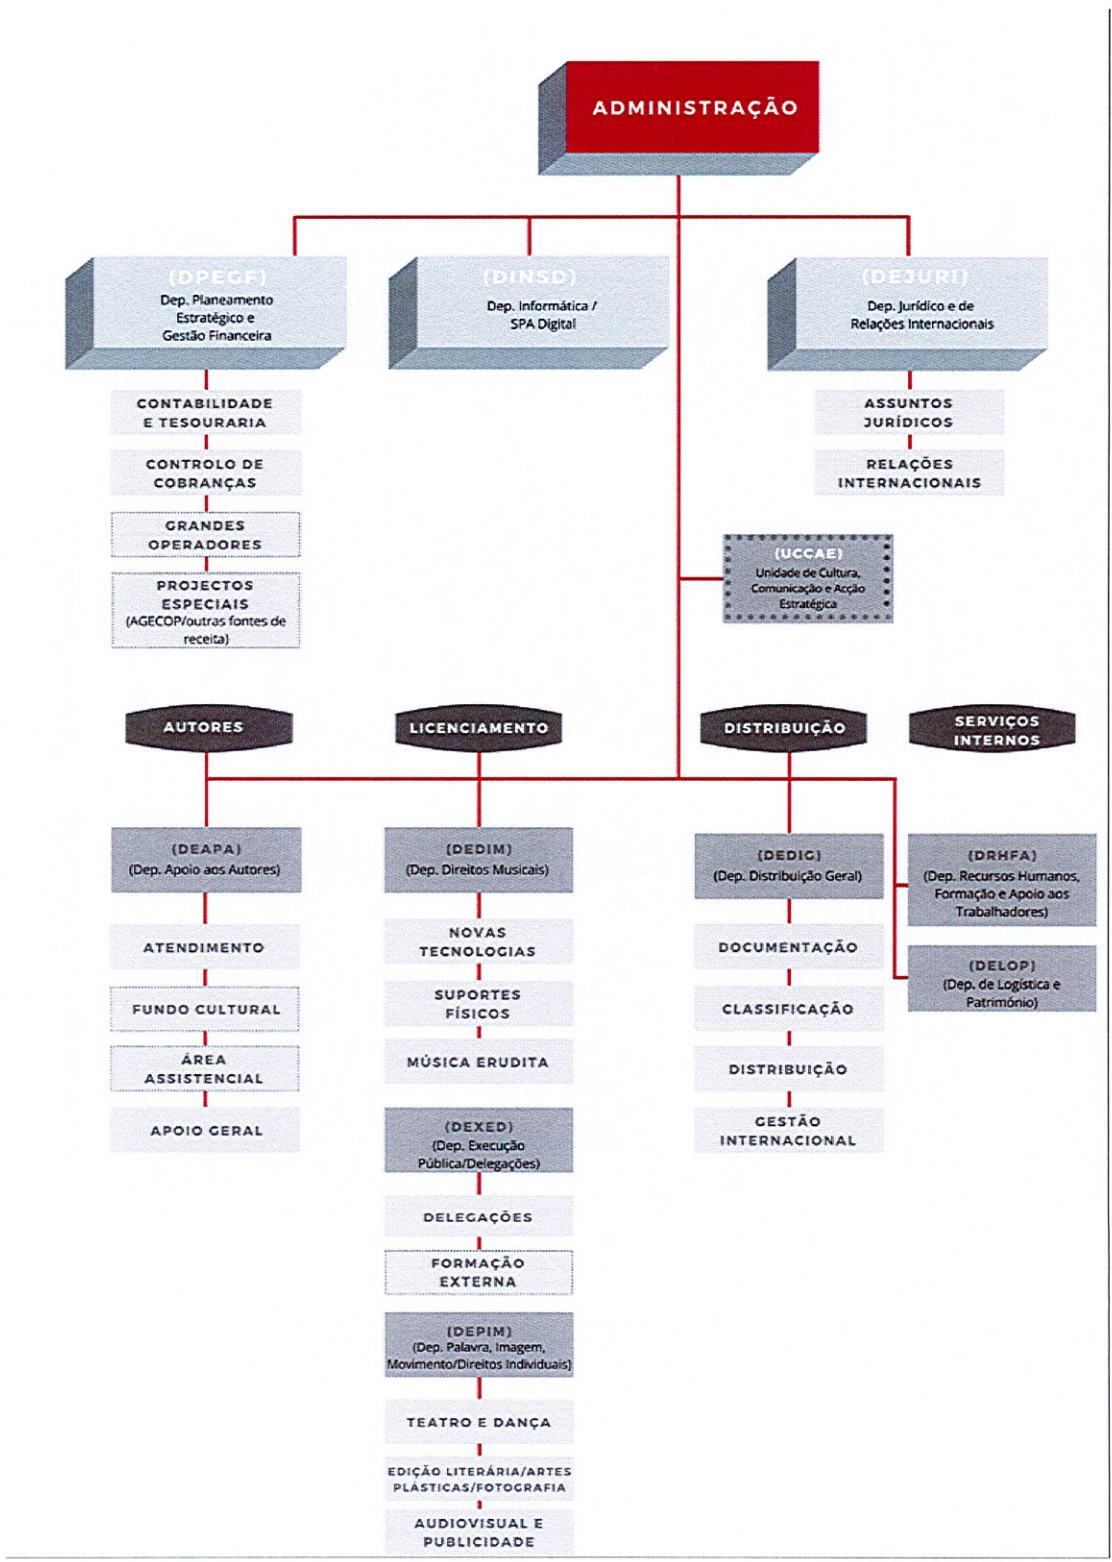 ADMINISTRAÇÃO
(DPEGF)
Dep. Planeamento
Estratégico e
Gestão Financeira
CONTABILIDADE
E TESOURARIA
CONTROLO DE
COBRANÇAS
GRANDES
OPERADORES
PROJECTOS
ESPECIAIS
(AGECOP/outras fontes de
receita)
(DINSD)
Dep. Informática /
SPA Digital
(DEJURI)
Dep. Jurídico e de
Relações Internacionais
ASSUNTOS
JURÍDICOS
RELAÇÕES
INTERNACIONAIS
(UCCAE)
Unidade de Cultura,
Comunicação e Acção
Estratégica
AUTORES
(DEAPA)
(Dep. Apoio aos Autores)
ATENDIMENTO
FUNDO CULTURAL
ÁREA
ASSISTENCIAL
APOIO GERAL
LICENCIAMENTO
(DEDIM)
(Dep. Direitos Musicais)
NOVAS
TECNOLOGIAS
SUPORTES
FÍSICOS
MÚSICA ERUDITA
(DEXED)
(Dep. Execução
Pública/Delegações)
DELEGAÇÕES
FORMAÇÃO
EXTERNA
(DEPIM)
(Dep. Palavra, Imagem,
Movimento/Direitos Individuais)
TEATRO E DANÇA
EDIÇÃO LITERÁRIA/ARTES
PLÁSTICAS/FOTOGRAFIA
AUDIOVISUAL E
PUBLICIDADE
DISTRIBUIÇÃO
(DEDIG)
(Dep. Distribuição Geral)
DOCUMENTAÇÃO
CLASSIFICAÇÃO
DISTRIBUIÇÃO
GESTÃO
INTERNACIONAL
SERVIÇOS
INTERNOS
(DRHFA)
(Dep. Recursos Humanos,
Formação e Apoio aos
Trabalhadores)
(DELOP)
(Dep. de Logística e
Património)